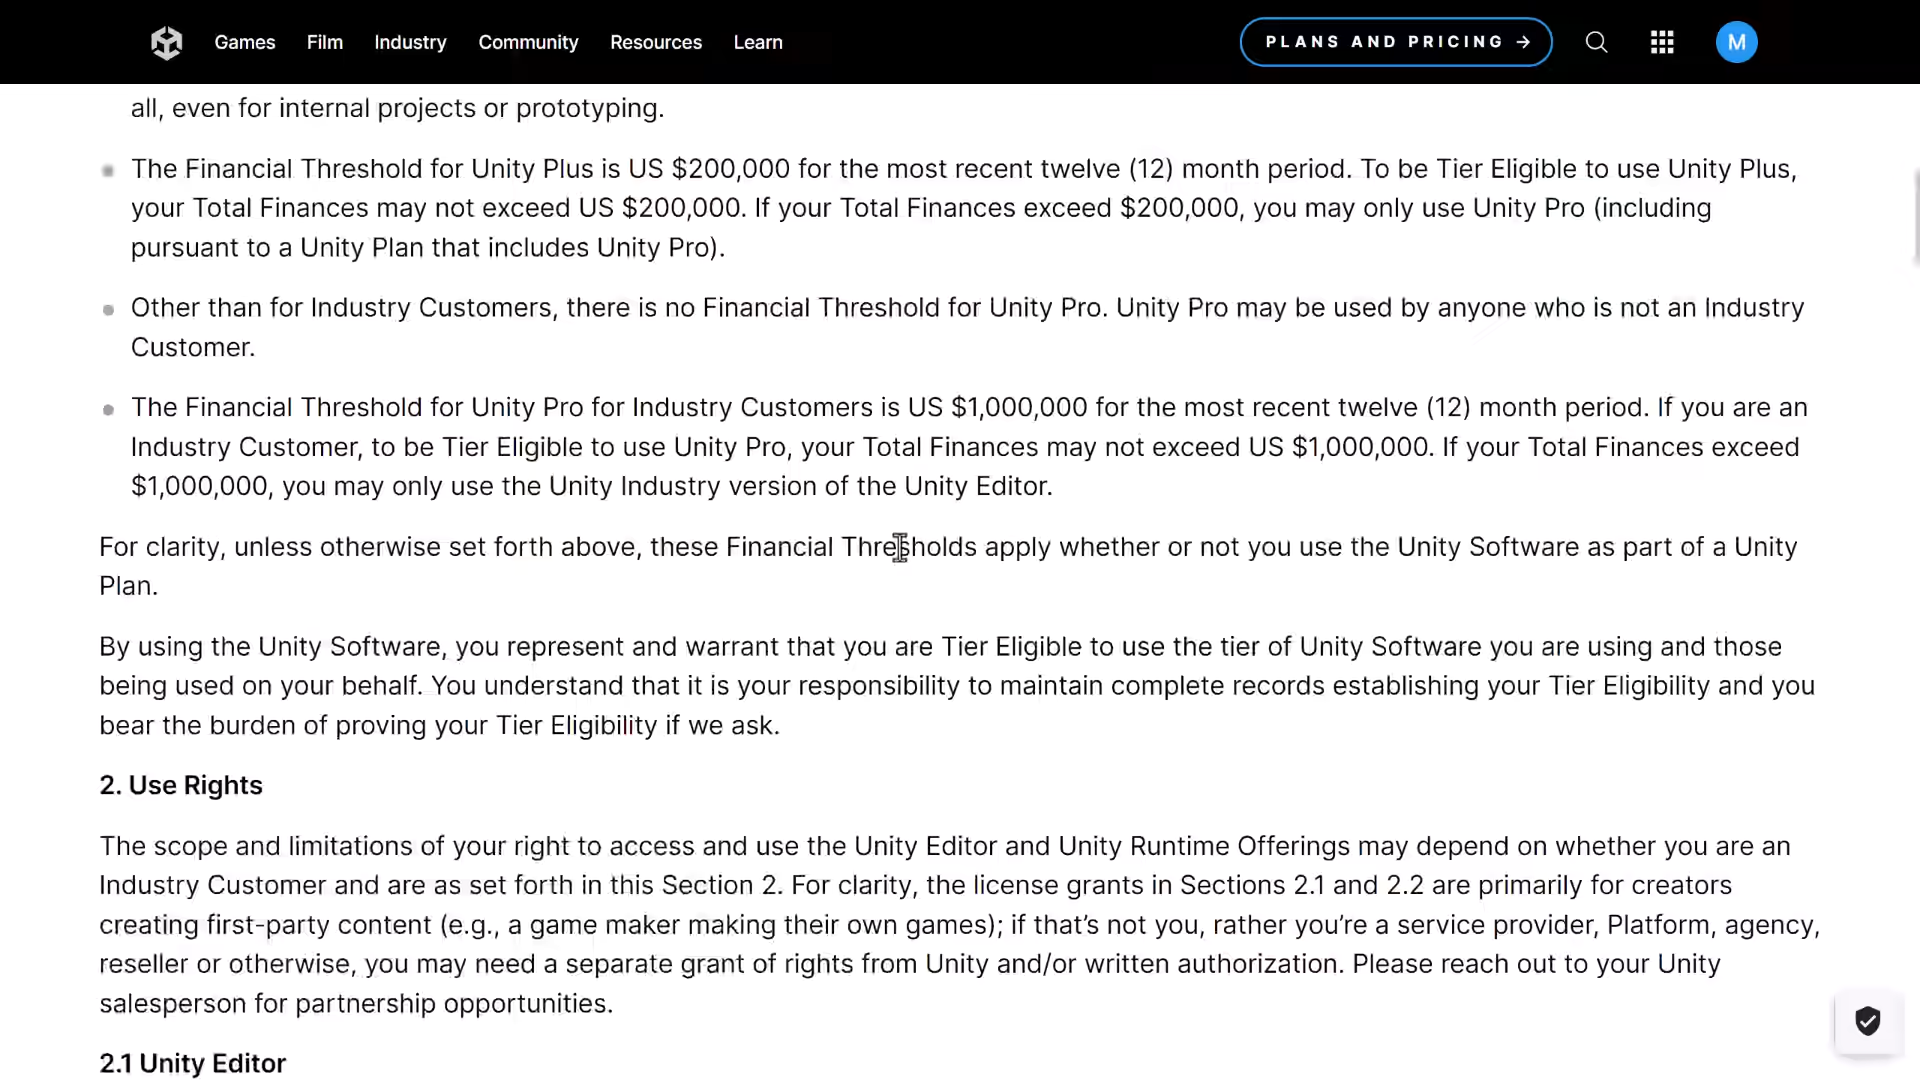 Games Film Industry Community Resources Learn PLANS AND PRICING → M
all, even for internal projects or prototyping.
The Financial Threshold for Unity Plus is US $200,000 for the most recent twelve (12) month period. To be Tier Eligible to use Unity Plus,
your Total Finances may not exceed US $200,000. If your Total Finances exceed $200,000, you may only use Unity Pro (including
pursuant to a Unity Plan that includes Unity Pro).
Other than for Industry Customers, there is no Financial Threshold for Unity Pro. Unity Pro may be used by anyone who is not an Industry
Customer.
The Financial Threshold for Unity Pro for Industry Customers is US $1,000,000 for the most recent twelve (12) month period. If you are an
Industry Customer, to be Tier Eligible to use Unity Pro, your Total Finances may not exceed US $1,000,000. If your Total Finances exceed
$1,000,000, you may only use the Unity Industry version of the Unity Editor.
For clarity, unless otherwise set forth above, these Financial Thresholds apply whether or not you use the Unity Software as part of a Unity
Plan.
By using the Unity Software, you represent and warrant that you are Tier Eligible to use the tier of Unity Software you are using and those
being used on your behalf. You understand that it is your responsibility to maintain complete records establishing your Tier Eligibility and you
bear the burden of proving your Tier Eligibility if we ask.
2. Use Rights
The scope and limitations of your right to access and use the Unity Editor and Unity Runtime Offerings may depend on whether you are an
Industry Customer and are as set forth in this Section 2. For clarity, the license grants in Sections 2.1 and 2.2 are primarily for creators
creating first-party content (e.g., a game maker making their own games); if that’s not you, rather you’re a service provider, Platform, agency,
reseller or otherwise, you may need a separate grant of rights from Unity and/or written authorization. Please reach out to your Unity
salesperson for partnership opportunities.
2.1 Unity Editor